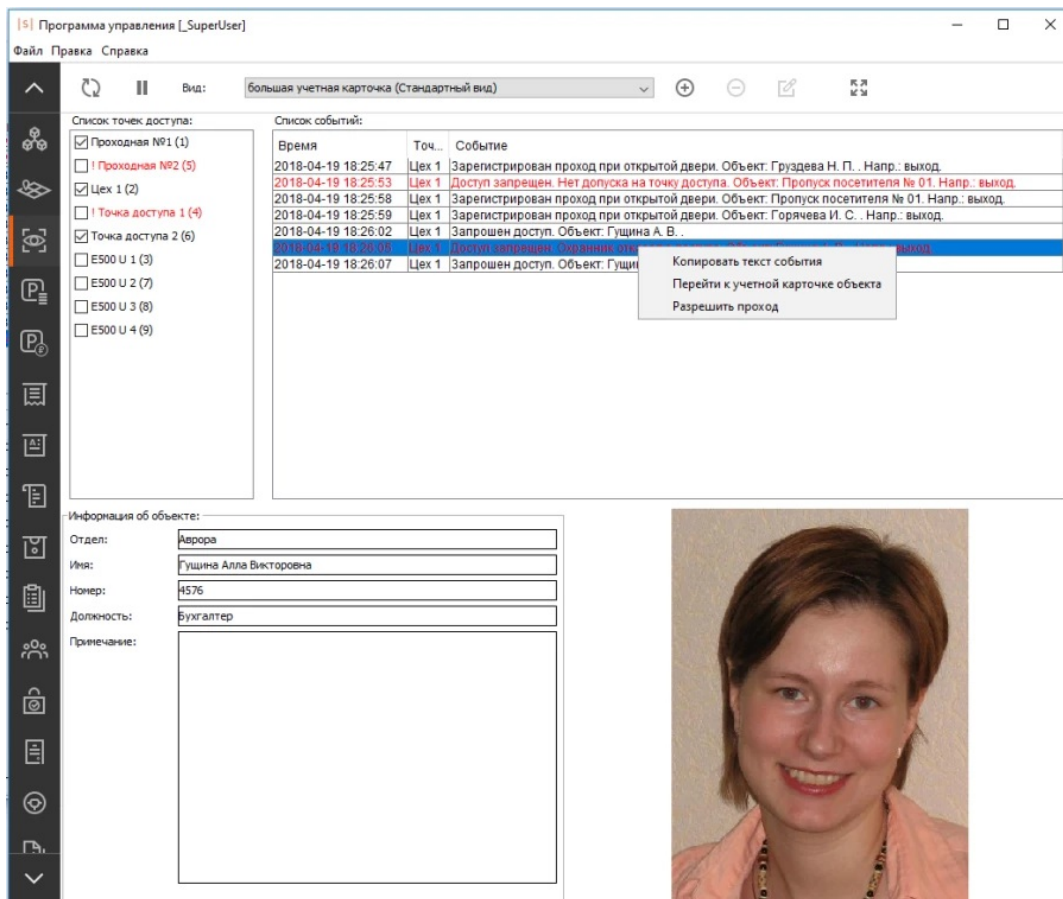 |S| Программа управления [_SuperUser]
Файл Правка Справка
Вид: большая учетная карточка (Стандартный вид)
Список точек доступа:
Проходная №1 (1)
! Проходная №2 (5)
Цех 1 (2)
! Точка доступа 1 (4)
Точка доступа 2 (6)
E500 U 1 (3)
E500 U 2 (7)
E500 U 3 (8)
E500 U 4 (9)
Список событий:
Время Точ... Событие
2018-04-19 18:25:47 Цех 1 Зарегистрирован проход при открытой двери. Объект: Груздева Н. П. . Напр.: выход.
2018-04-19 18:25:53 Цех 1 Доступ запрещен. Нет допуска на точку доступа. Объект: Пропуск посетителя № 01. Напр.: выход.
2018-04-19 18:25:58 Цех 1 Зарегистрирован проход при открытой двери. Объект: Пропуск посетителя № 01. Напр.: выход.
2018-04-19 18:25:59 Цех 1 Зарегистрирован проход при открытой двери. Объект: Горячева И. С. . Напр.: выход.
2018-04-19 18:26:02 Цех 1 Запрошен доступ. Объект: Гущина А. В. .
2018-04-19 18:26:05 Цех 1 Доступ запрещен. Охранник выход
2018-04-19 18:26:07 Цех 1 Запрошен доступ. Объект:
Копировать текст события
Перейти к учетной карточке объекта
Разрешить проход
Информация об объекте:
Отдел: Аврора
Имя: Гущина Алла Викторовна
Номер: 4576
Должность: Бухгалтер
Примечание: